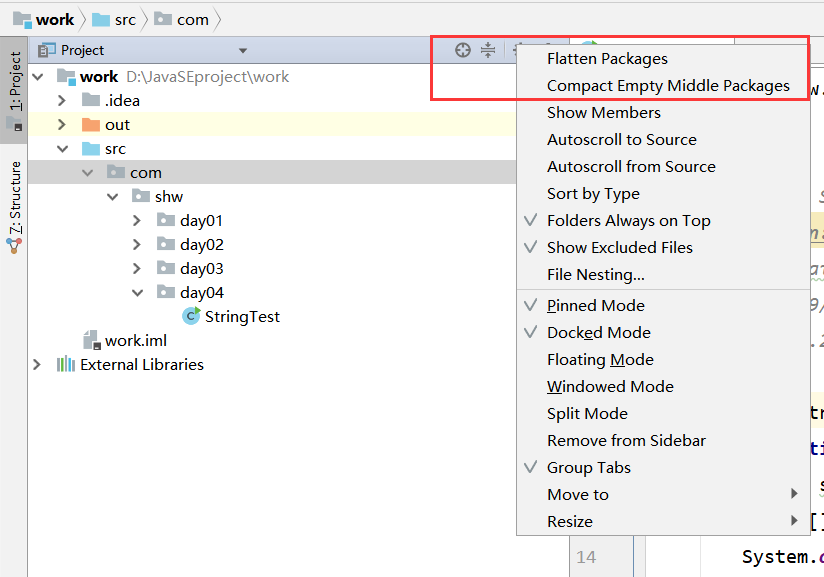 work src com
Project
1: Project
Z: Structure
work D:\JavaSEproject\work
.idea
out
src
com
shw
day01
day02
day03
day04
StringTest
work.iml
External Libraries
Flatten Packages
Compact Empty Middle Packages
Show Members
Autoscroll to Source
Autoscroll from Source
Sort by Type
Folders Always on Top
Show Excluded Files
File Nesting...
Pinned Mode
Docked Mode
Floating Mode
Windowed Mode
Split Mode
Remove from Sidebar
Group Tabs
Move to
Resize
14 System.